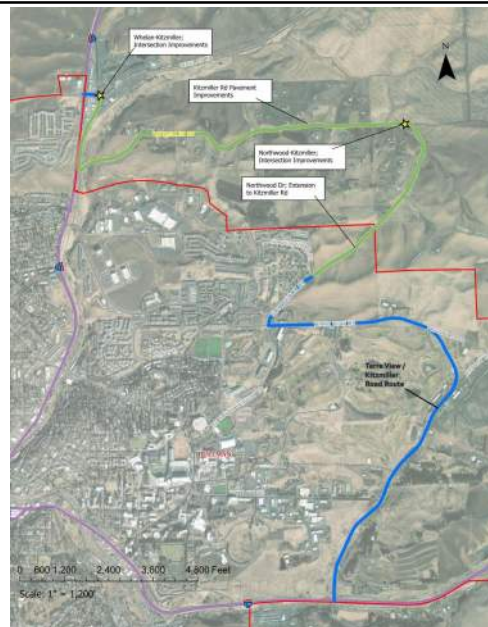 Whelan-Kitzmiller;
Intersection Improvements
N
Kitzmiller Rd Pavement
Improvements
Northwood-Kitzmiller;
Intersection Improvements
Northwood Dr; Extension
to Kitzmiller Rd
Terre View /
Kitzmiller
Road Route
0 600 1,200 2,400 3,600 4,800 Feet
Scale: 1" = 1,200'